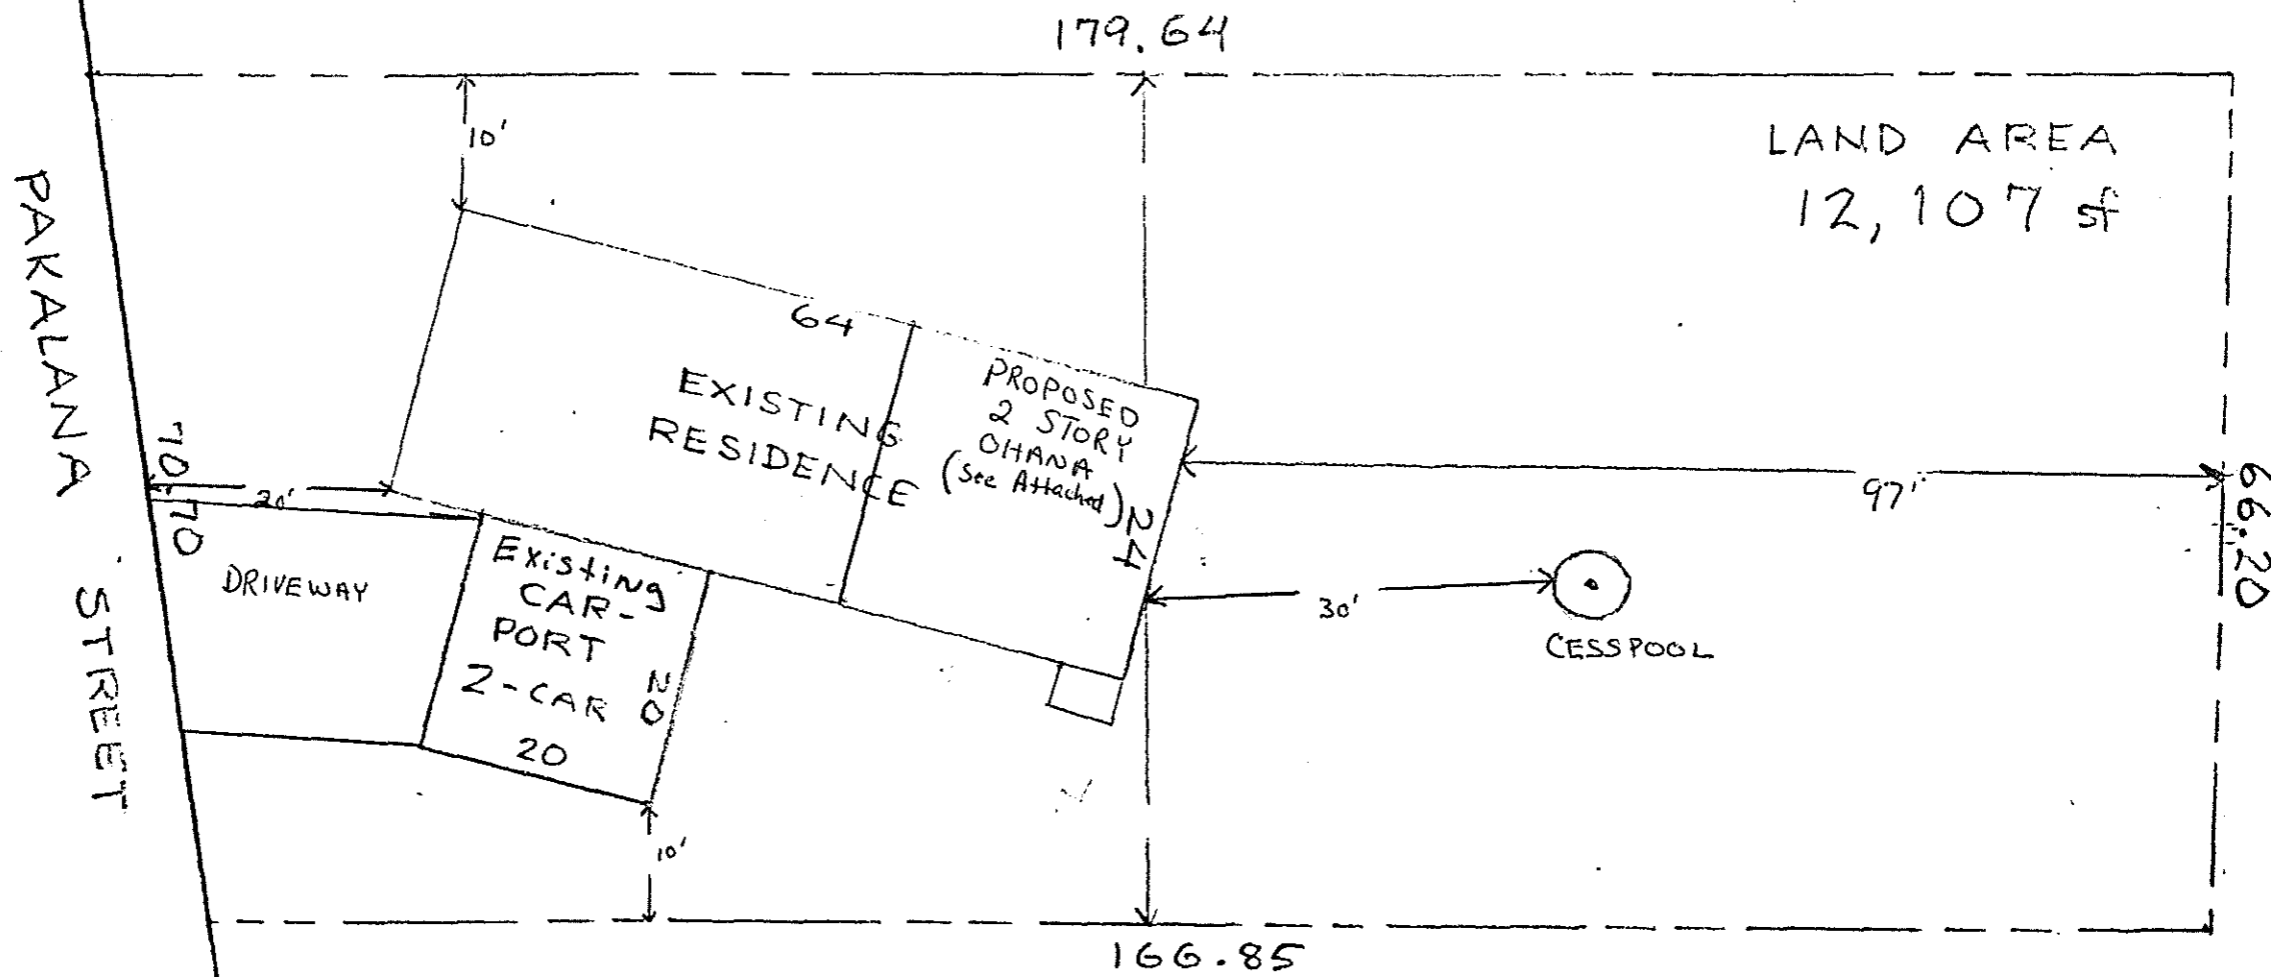 179.64
10'
LAND AREA
12,107 sf
PAKALANA STREET
64
EXISTING
RESIDENCE
PROPOSED
2 STORY
OHANA
(See Attached)
24
97'
66.20
70.70
20'
DRIVEWAY
Existing
CAR-
PORT
2-CAR
20
20
30'
CESSPOOL
10'
166.85